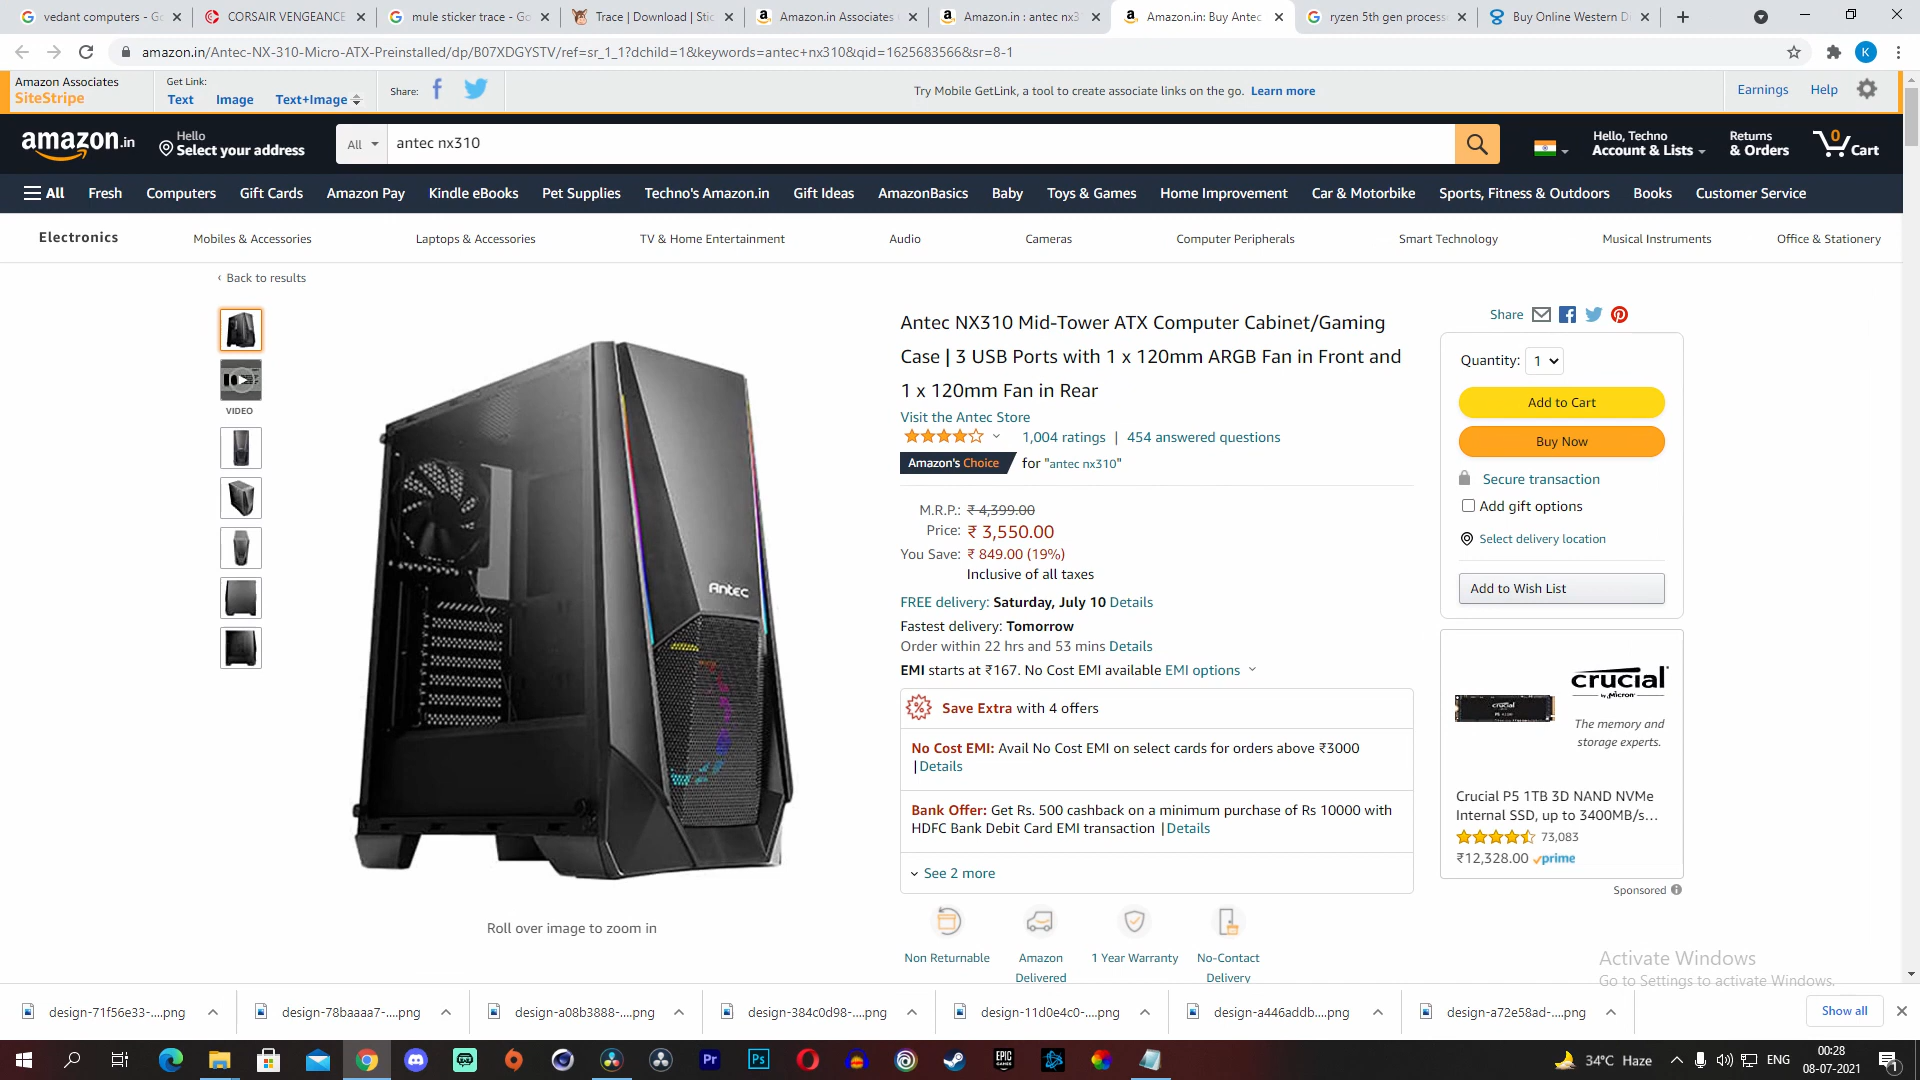 vedant computers - Go
CORSAIR VENGEANCE
mule sticker trace - Go
Trace | Download | Stic
Amazon.in Associates
Amazon.in : antec nx3
Amazon.in: Buy Antec
ryzen 5th gen process
Buy Online Western D
amazon.in/Antec-NX-310-Micro-ATX-Preinstalled/dp/B07XDGYSTV/ref=sr_1_1?dchild=1&keywords=antec+nx310&qid=1625683566&sr=8-1
K
Amazon Associates
SiteStripe
Get Link:
Text Image Text+Image
Share:
Try Mobile GetLink, a tool to create associate links on the go. Learn more
Earnings Help
amazon.in
Hello
Select your address
All
antec nx310
Hello, Techno
Account & Lists
Returns
& Orders
0
Cart
All Fresh Computers Gift Cards Amazon Pay Kindle eBooks Pet Supplies Techno's Amazon.in Gift Ideas AmazonBasics Baby Toys & Games Home Improvement Car & Motorbike Sports, Fitness & Outdoors Books Customer Service
Electronics Mobiles & Accessories Laptops & Accessories TV & Home Entertainment Audio Cameras Computer Peripherals Smart Technology Musical Instruments Office & Stationery
‹ Back to results
VIDEO
Antec
Roll over image to zoom in
Antec NX310 Mid-Tower ATX Computer Cabinet/Gaming
Case | 3 USB Ports with 1 x 120mm ARGB Fan in Front and
1 x 120mm Fan in Rear
Visit the Antec Store
1,004 ratings | 454 answered questions
Amazon's Choice for "antec nx310"
M.R.P.: ₹ 4,399.00
Price: ₹ 3,550.00
You Save: ₹ 849.00 (19%)
Inclusive of all taxes
FREE delivery: Saturday, July 10 Details
Fastest delivery: Tomorrow
Order within 22 hrs and 53 mins Details
EMI starts at ₹167. No Cost EMI available EMI options
Save Extra with 4 offers
No Cost EMI: Avail No Cost EMI on select cards for orders above ₹3000
|Details
Bank Offer: Get Rs. 500 cashback on a minimum purchase of Rs 10000 with
HDFC Bank Debit Card EMI transaction |Details
See 2 more
Non Returnable
Amazon
Delivered
1 Year Warranty
No-Contact
Delivery
Share
Quantity: 1
Add to Cart
Buy Now
Secure transaction
Add gift options
Select delivery location
Add to Wish List
crucial
by Micron
crucial
The memory and
storage experts.
Crucial P5 1TB 3D NAND NVMe
Internal SSD, up to 3400MB/s...
73,083
₹12,328.00 prime
Sponsored
Activate Windows
Go to Settings to activate Windows.
design-71f56e33-....png
design-78baaaa7-....png
design-a08b3888-....png
design-384c0d98-....png
design-11d0e4c0-....png
design-a446addb....png
design-a72e58ad-....png
Show all
Pr
Ps
EPIC
GAMES
34°C Haze
ENG
00:28
08-07-2021
1